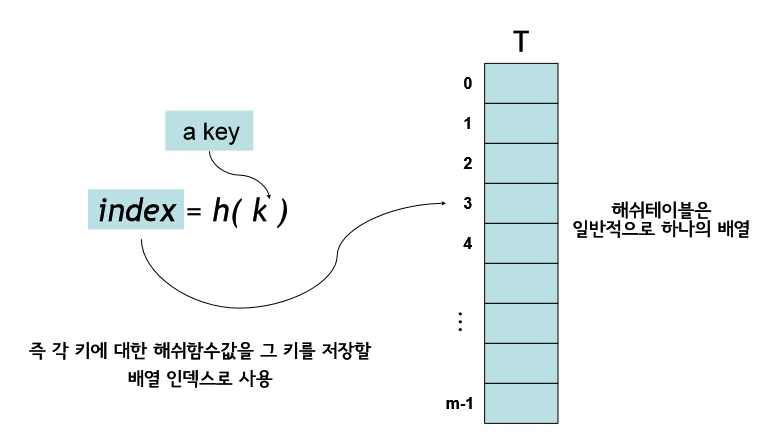 T
0
1
2
3
4
⋮
m-1
a key
index = h( k )
해쉬테이블은
일반적으로 하나의 배열
즉 각 키에 대한 해쉬함수값을 그 키를 저장할
배열 인덱스로 사용